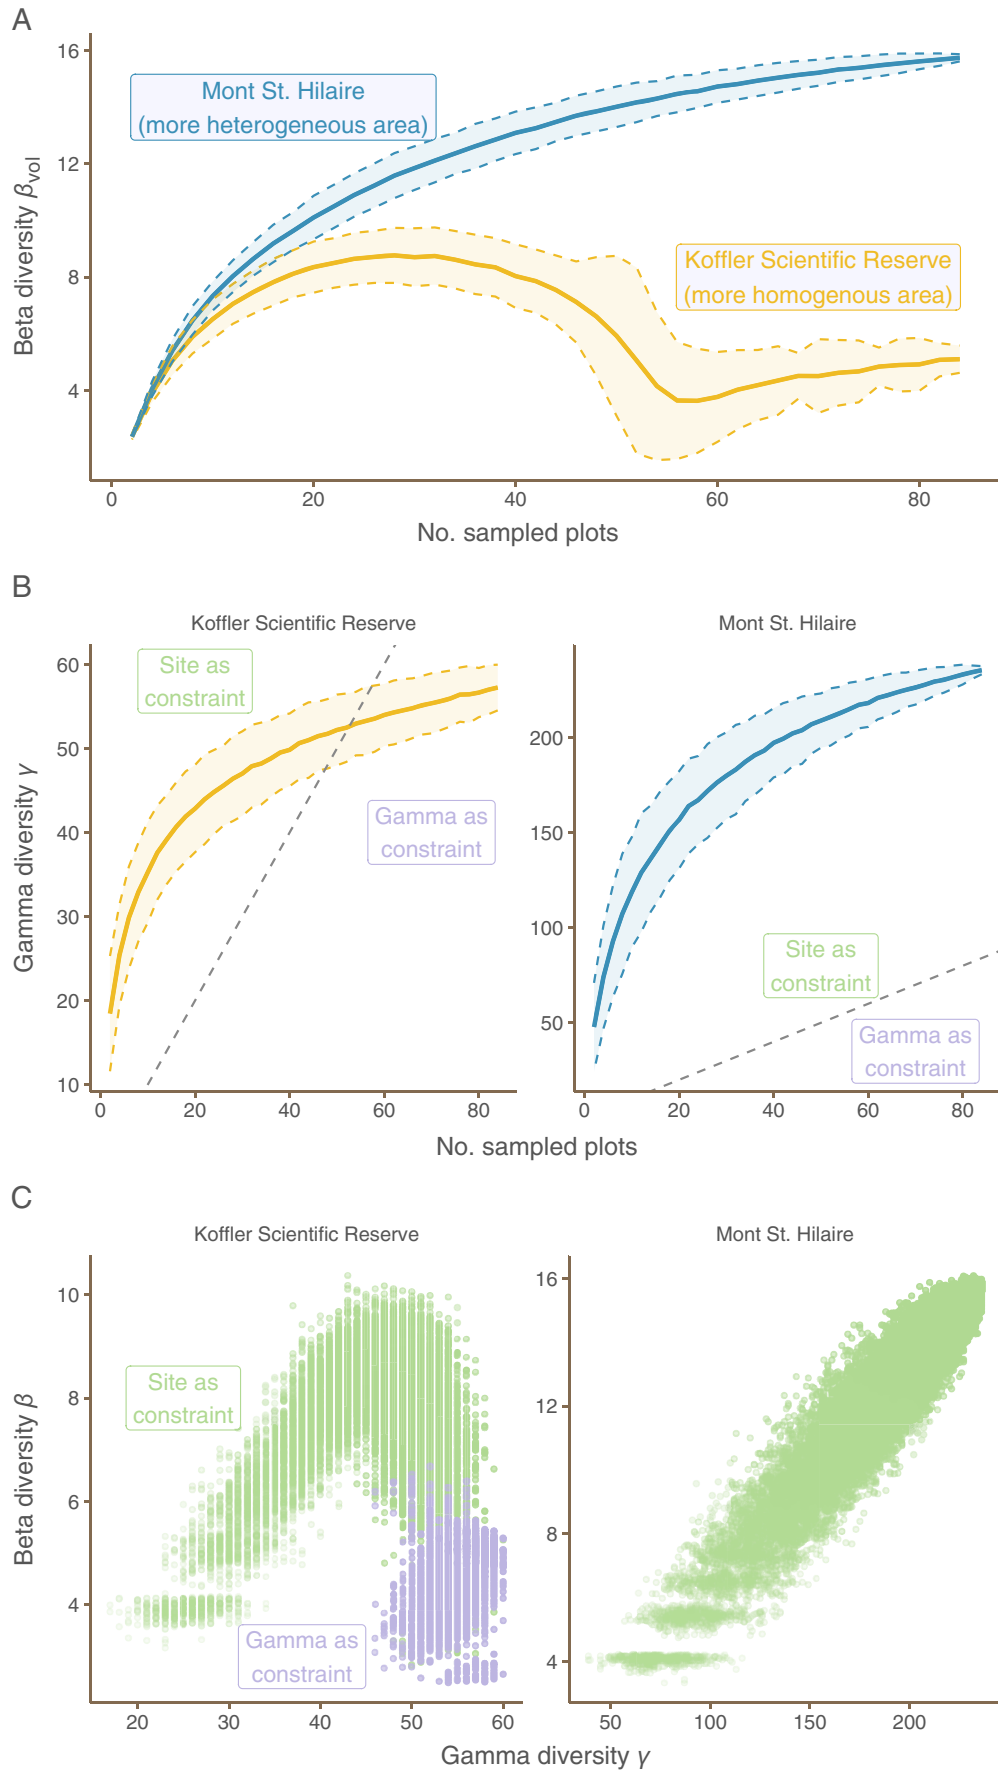 A
16
12
8
4
Beta diversity βvol
Mont St. Hilaire
(more heterogeneous area)
Koffler Scientific Reserve
(more homogenous area)
0 20 40 60 80
No. sampled plots
B
Koffler Scientific Reserve
Mont St. Hilaire
60
50
40
30
20
10
Gamma diversity γ
Site as
constraint
Gamma as
constraint
0 20 40 60 80
200
150
100
50
Site as
constraint
Gamma as
constraint
0 20 40 60 80
No. sampled plots
C
Koffler Scientific Reserve
Mont St. Hilaire
10
8
6
4
Beta diversity β
Site as
constraint
Gamma as
constraint
20 30 40 50 60
16
12
8
4
50 100 150 200
Gamma diversity γ